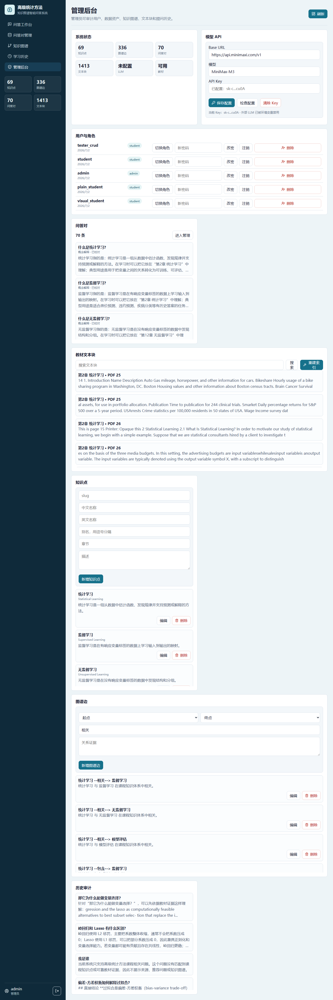 高级统计方法
知识图谱智能问答系统
问答工作台
问答对管理
知识图谱
学习历史
管理后台
69
知识点
336
图谱边
70
问答对
1413
文本块
管理后台
管理员可审计用户、数据资产、知识图谱、文本块和提问历史。
刷新
系统状态
69
知识点
336
图谱边
70
问答对
1413
文本块
未配置
LLM
可用
教材
模型 API
Base URL
https://api.minimaxi.com/v1
模型
MiniMax-M3
API Key
已配置：sk-c...cu0A
保存配置 检查配置 清除 Key
当前 Key：sk-c...cu0A · 外部 LLM 已被环境变量禁用
用户与角色
tester_crud student 切换角色 新密码 改密 注销 删除
2026/7/2
student student 切换角色 新密码 改密 注销 删除
2026/7/2
admin admin 切换角色 新密码 改密 注销 删除
2026/7/2
plain_student student 切换角色 新密码 改密 注销 删除
2026/7/2
visual_student student 切换角色 新密码 改密 注销 删除
2026/7/2
问答对
70 条 进入管理
什么是统计学习?
概念解释 · 已校对
统计学习指的是：统计学习是一组从数据中估计函数、发现规律并支
持预测或解释的方法。在学习时可以把它放在“第2章 统计学习”中
理解；典型用途是用于把变量之间的关系转化为可训练、可评估、...
什么是监督学习?
概念解释 · 已校对
监督学习指的是：监督学习是在有响应变量标签的数据上学习输入到
输出的映射。在学习时可以把它放在“第2章 统计学习”中理解；典
型用途是适合房价预测、违约预测、疾病分类等有历史答案的任务...
什么是无监督学习?
概念解释 · 已校对
无监督学习指的是：无监督学习是在没有响应变量标签的数据中发现
结构和分组。在学习时可以把它放在“第12章 无监督学习”中理
教材文本块
搜索文本块
搜
索
重建索
引
第2章 统计学习 • PDF 25
14 1. Introduction Name Description Auto Gas mileage, horsepower, and other information for cars. Bikeshare Hourly usage of a bike
sharing program in Washington, DC. Boston Housing values and other information about Boston census tracts. Brain Cancer Survival
第2章 统计学习 • PDF 25
al assets, for use in portfolio allocation. Publication Time to publication for 244 clinical trials. Smarket Daily percentage returns for S&P
500 over a 5-year period. USArrests Crime statistics per 100,000 residents in 50 states of USA. Wage Income survey dat
第2章 统计学习 • PDF 26
This is page 15 Printer: Opaque this 2 Statistical Learning 2.1 What Is Statistical Learning? In order to motivate our study of statistical
learning, we begin with a simple example. Suppose that we are statistical consultants hired by a client to investigate t
第2章 统计学习 • PDF 26
es on the basis of the three media budgets. In this setting, the advertising budgets are input variableswhilesalesinput variableis anoutput
variable. The input variables are typically denoted using the output variable symbol X, with a subscript to distinguish
知识点
slug
中文名称
英文名称
别名，用逗号分隔
章节
描述
新增知识点
统计学习
Statistical Learning
统计学习是一组从数据中估计函数、发现规律并支持预测或解释的方
法。
编辑 删除
监督学习
Supervised Learning
监督学习是在有响应变量标签的数据上学习输入到输出的映射。
编辑 删除
无监督学习
Unsupervised Learning
无监督学习是在没有响应变量标签的数据中发现结构和分组。
图谱边
起点 终点
相关
关系证据
新增图谱边
统计学习 --相关--> 监督学习
统计学习 与 监督学习 在课程知识体系中相关。
编辑 删除
统计学习 --相关--> 无监督学习
统计学习 与 无监督学习 在课程知识体系中相关。
编辑 删除
统计学习 --相关--> 模型评估
统计学习 与 模型评估 在课程知识体系中相关。
编辑 删除
统计学习 --包含--> 监督学习
历史审计
那它为什么能做变量选择?
针对“那它为什么能做变量选择？”，可以先依据教材证据这样理
解：gression and the lasso as computationally feasible
alternatives to best subset selec- tion that replace the i...
岭回归和 Lasso 有什么区别?
岭回归使用 L2 惩罚，主要把系数整体收缩，通常不会把系数压成
0；Lasso 使用 L1 惩罚，可以把部分系数压成 0，因此兼具正则化和
变量选择能力。若变量都可能有贡献且存在共线性，岭回归更稳；...
我是谁
当前系统只支持高级统计方法课程相关问题。这个问题没有匹配到课
程知识点或可靠教材证据，因此不展示来源、推荐问题或知识图谱。
偏差-方差权衡如何解释过拟合?
## 直接结论 **过拟合是偏差-方差权衡（bias-variance trade-off）
admin
管理员